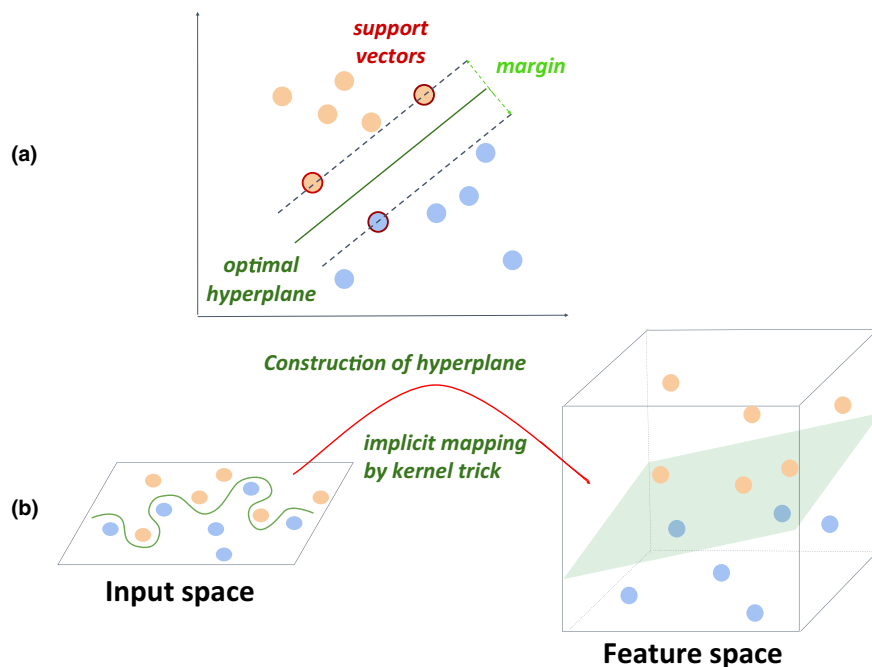 support
vectors
margin
(a)
optimal
hyperplane
Construction of hyperplane
implicit mapping
by kernel trick
(b)
Input space
Feature space